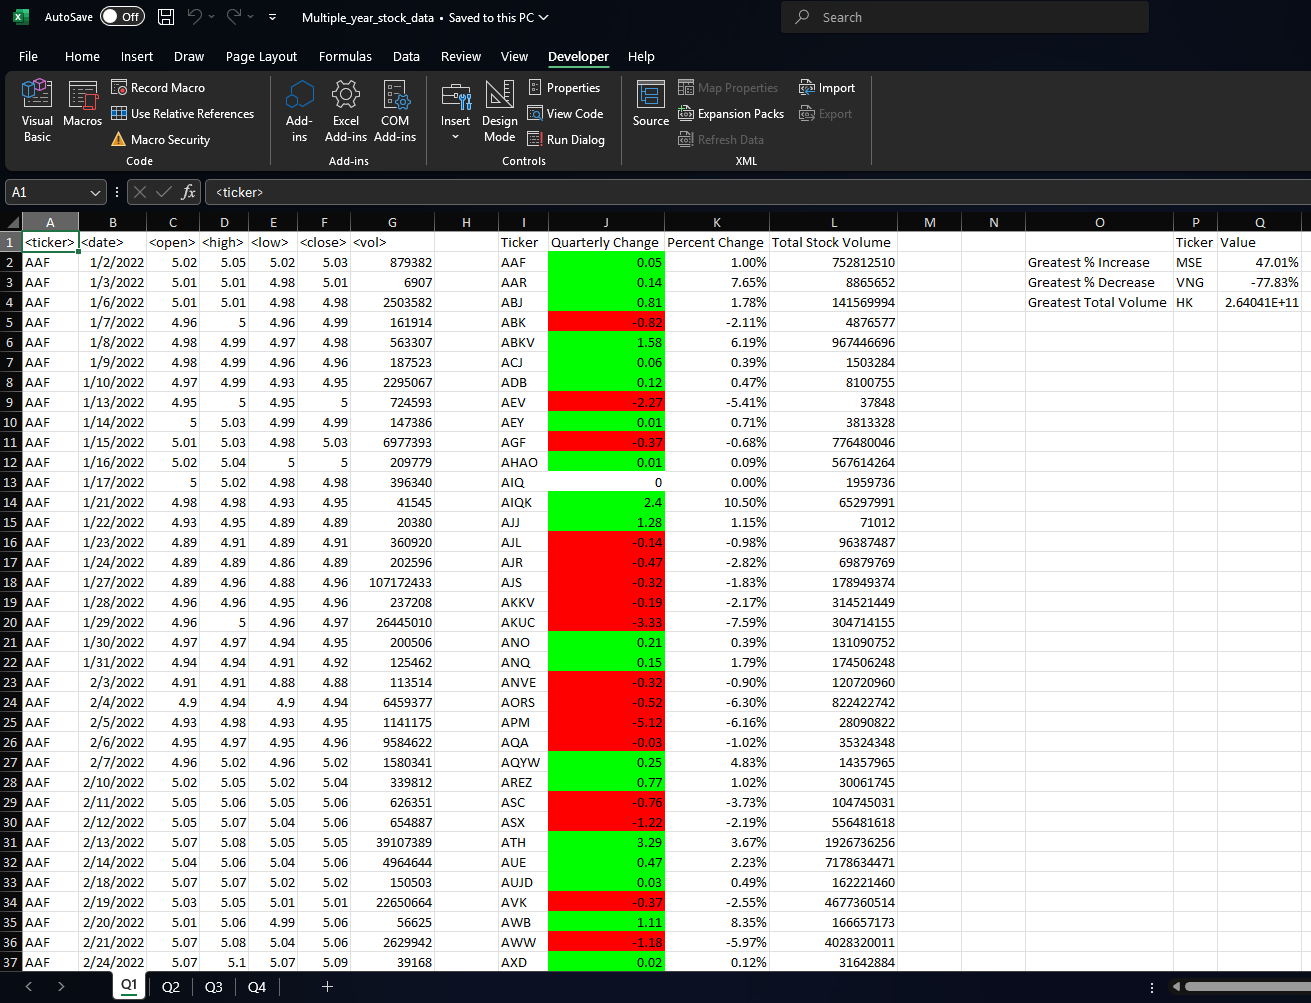 AutoSave Off Multiple_year_stock_data • Saved to this PC Search
File Home Insert Draw Page Layout Formulas Data Review View Developer Help
Visual Basic
Macros
Record Macro
Use Relative References
Macro Security
Code
Add-ins
Excel Add-ins
COM Add-ins
Add-ins
Insert
Design Mode
Properties
View Code
Run Dialog
Controls
Source
Map Properties
Expansion Packs
Refresh Data
Import
Export
XML
A1 fx <ticker>
A B C D E F G H I J K L M N O P Q
1 <ticker> <date> <open> <high> <low> <close> <vol> Ticker Quarterly Change Percent Change Total Stock Volume Ticker Value
2 AAF 1/2/2022 5.02 5.05 5.02 5.03 879382 AAF 0.05 1.00% 752812510 Greatest % Increase MSE 47.01%
3 AAF 1/3/2022 5.01 5.01 4.98 5.01 6907 AAR 0.14 7.65% 8865652 Greatest % Decrease VNG -77.83%
4 AAF 1/6/2022 5.01 5.01 4.98 4.98 2503582 ABJ 0.81 1.78% 141569994 Greatest Total Volume HK 2.64041E+11
5 AAF 1/7/2022 4.96 5 4.96 4.99 161914 ABK -0.82 -2.11% 4876577
6 AAF 1/8/2022 4.98 4.99 4.97 4.98 563307 ABKV 1.58 6.19% 967446696
7 AAF 1/9/2022 4.98 4.99 4.96 4.96 187523 ACJ 0.06 0.39% 1503284
8 AAF 1/10/2022 4.97 4.99 4.93 4.95 2295067 ADB 0.12 0.47% 8100755
9 AAF 1/13/2022 4.95 5 4.95 5 724593 AEV -2.27 -5.41% 37848
10 AAF 1/14/2022 5 5.03 4.99 4.99 147386 AEY 0.01 0.71% 3813328
11 AAF 1/15/2022 5.01 5.03 4.98 5.03 6977393 AGF -0.37 -0.68% 776480046
12 AAF 1/16/2022 5.02 5.04 5 5 209779 AHAO 0.01 0.09% 567614264
13 AAF 1/17/2022 5 5.02 4.98 4.98 396340 AIQ 0 0.00% 1959736
14 AAF 1/21/2022 4.98 4.98 4.93 4.95 41545 AIQK 2.4 10.50% 65297991
15 AAF 1/22/2022 4.93 4.95 4.89 4.89 20380 AJJ 1.28 1.15% 71012
16 AAF 1/23/2022 4.89 4.91 4.89 4.91 360920 AJL -0.14 -0.98% 96387487
17 AAF 1/24/2022 4.89 4.89 4.86 4.89 202596 AJR -0.47 -2.82% 69879769
18 AAF 1/27/2022 4.89 4.96 4.88 4.96 107172433 AJS -0.32 -1.83% 178949374
19 AAF 1/28/2022 4.96 4.96 4.95 4.96 237208 AKKV -0.19 -2.17% 314521449
20 AAF 1/29/2022 4.96 5 4.96 4.97 26445010 AKUC -3.33 -7.59% 304714155
21 AAF 1/30/2022 4.97 4.97 4.94 4.95 200506 ANO 0.21 0.39% 131090752
22 AAF 1/31/2022 4.94 4.94 4.91 4.92 125462 ANQ 0.15 1.79% 174506248
23 AAF 2/3/2022 4.91 4.91 4.88 4.88 113514 ANVE -0.32 -0.90% 120720960
24 AAF 2/4/2022 4.9 4.94 4.9 4.94 6459377 AORS -0.52 -6.30% 822422742
25 AAF 2/5/2022 4.93 4.98 4.93 4.95 1141175 APM -5.12 -6.16% 28090822
26 AAF 2/6/2022 4.95 4.97 4.95 4.96 9584622 AQA -0.03 -1.02% 35324348
27 AAF 2/7/2022 4.96 5.02 4.96 5.02 1580341 AQYW 0.25 4.83% 14357965
28 AAF 2/10/2022 5.02 5.05 5.02 5.04 339812 AREZ 0.77 1.02% 30061745
29 AAF 2/11/2022 5.05 5.06 5.05 5.06 626351 ASC -0.76 -3.73% 104745031
30 AAF 2/12/2022 5.05 5.07 5.04 5.06 654887 ASX -1.22 -2.19% 556481618
31 AAF 2/13/2022 5.07 5.08 5.05 5.05 39107389 ATH 3.29 3.67% 1926736256
32 AAF 2/14/2022 5.04 5.06 5.04 5.06 4964644 AUE 0.47 2.23% 7178634471
33 AAF 2/18/2022 5.07 5.07 5.02 5.02 150503 AUJD 0.03 0.49% 162221460
34 AAF 2/19/2022 5.03 5.05 5.01 5.01 22650664 AVK -0.37 -2.55% 4677360514
35 AAF 2/20/2022 5.01 5.06 4.99 5.06 56625 AWB 1.11 8.35% 166657173
36 AAF 2/21/2022 5.07 5.08 5.04 5.06 2629942 AWW -1.18 -5.97% 4028320011
37 AAF 2/24/2022 5.07 5.1 5.07 5.09 39168 AXD 0.02 0.12% 31642884
Q1 Q2 Q3 Q4